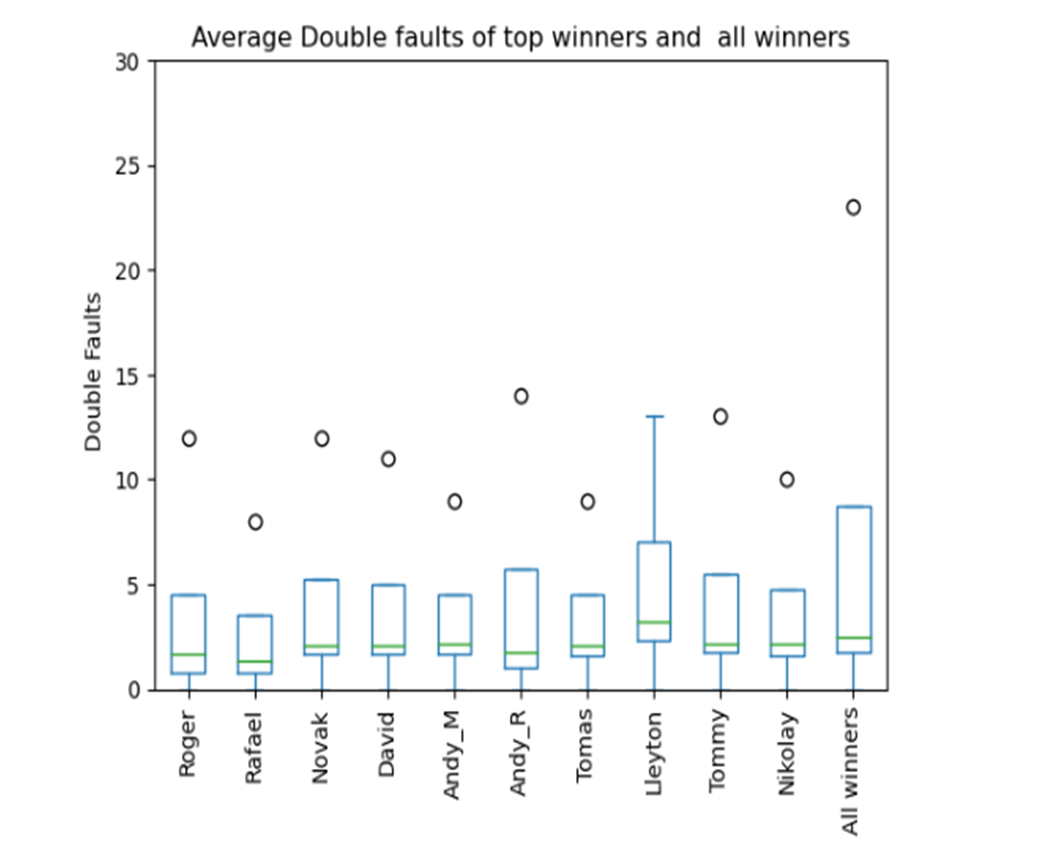 Average Double faults of top winners and  all winners
30
25
20
15
10
5
0
Double Faults
Roger
Rafael
Novak
David
Andy_M
Andy_R
Tomas
Lleyton
Tommy
Nikolay
All winners